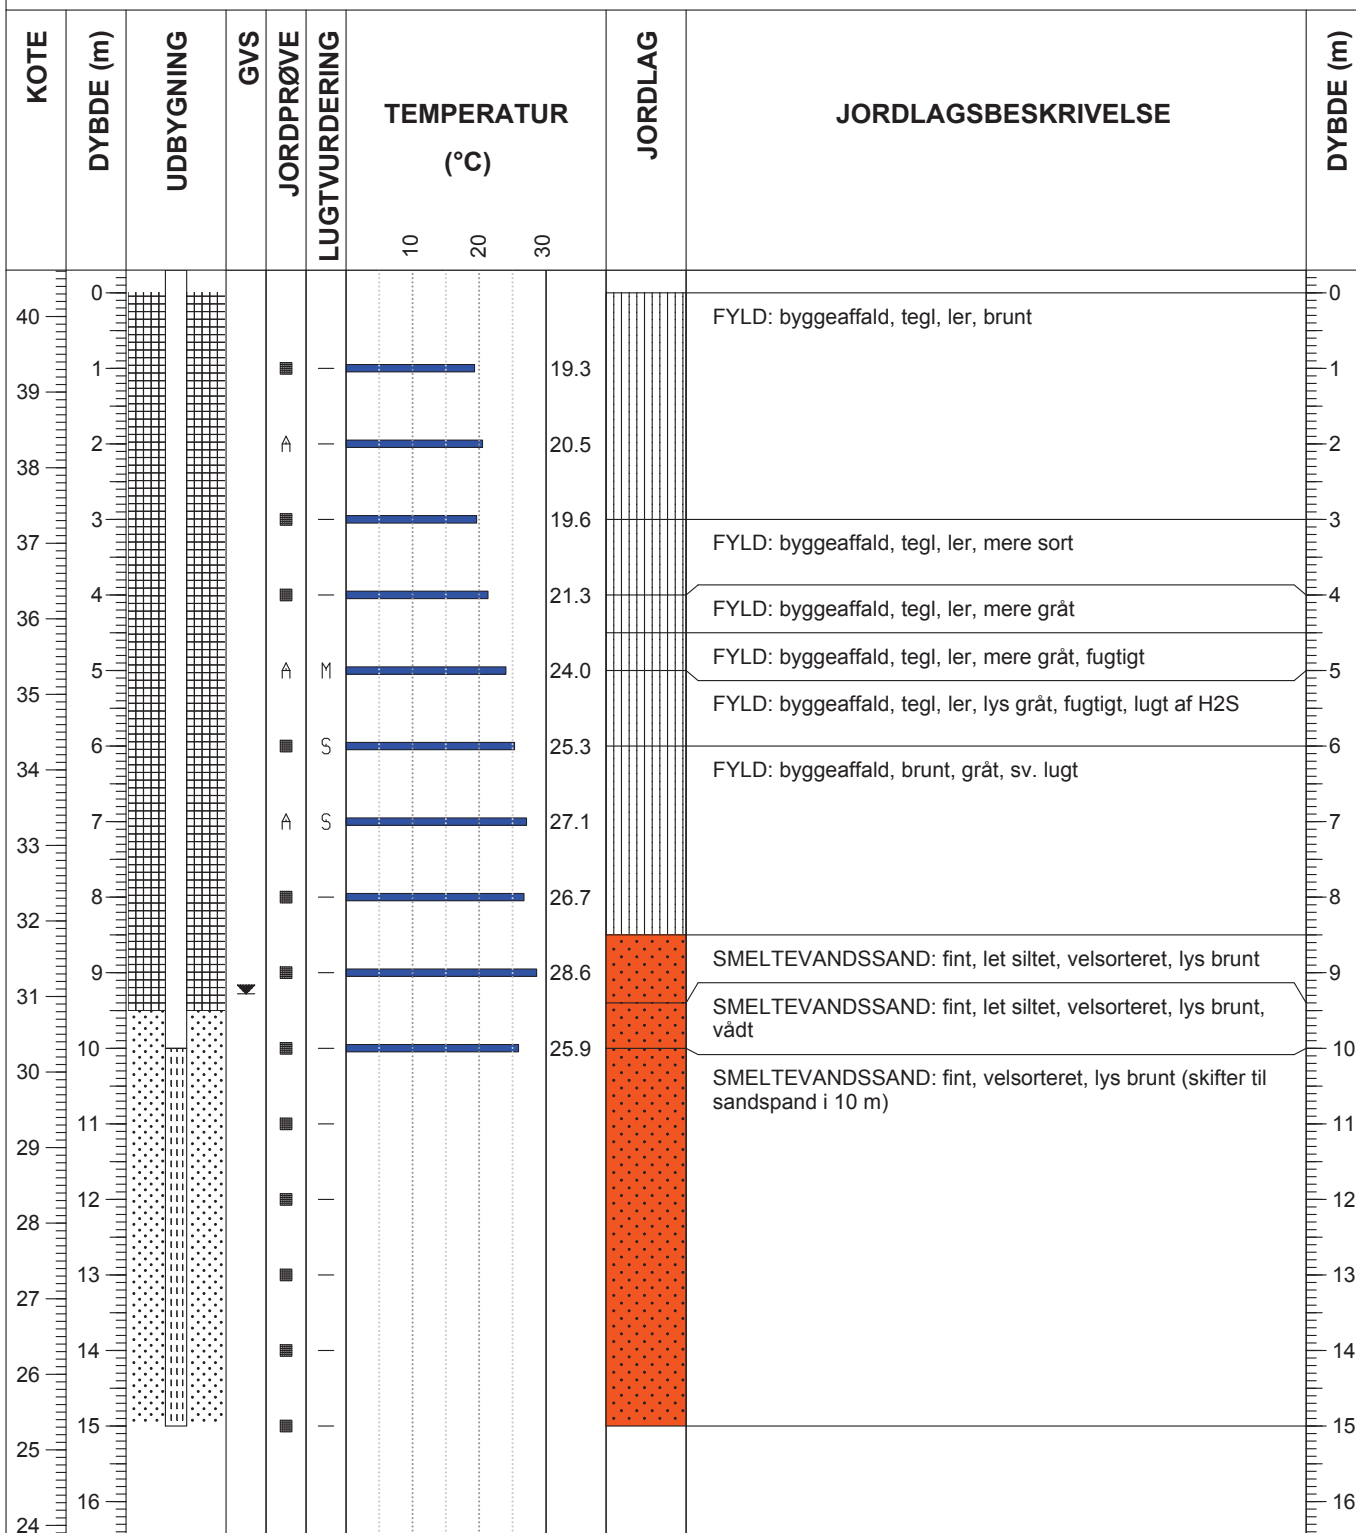 KOTE
DYBDE (m)
UDBYGNING
GVS
JORDPRØVE
LUGTVURDERING
TEMPERATUR
(°C)
10
20
30
JORDLAG
JORDLAGSBESKRIVELSE
DYBDE (m)
0
0
40
FYLD: byggeaffald, tegl, ler, brunt
1
—
19.3
1
39
2
A
—
20.5
2
38
3
—
19.6
3
37
FYLD: byggeaffald, tegl, ler, mere sort
4
—
21.3
4
36
FYLD: byggeaffald, tegl, ler, mere gråt
FYLD: byggeaffald, tegl, ler, mere gråt, fugtigt
5
A
M
24.0
5
35
FYLD: byggeaffald, tegl, ler, lys gråt, fugtigt, lugt af H2S
6
S
25.3
6
34
FYLD: byggeaffald, brunt, gråt, sv. lugt
7
A
S
27.1
7
33
8
—
26.7
8
32
SMELTEVANDSSAND: fint, let siltet, velsorteret, lys brunt
9
—
28.6
9
31
SMELTEVANDSSAND: fint, let siltet, velsorteret, lys brunt,
vådt
10
—
25.9
10
30
SMELTEVANDSSAND: fint, velsorteret, lys brunt (skifter til
sandspand i 10 m)
11
—
11
29
12
—
12
28
13
—
13
27
14
—
14
26
15
—
15
25
16
16
24